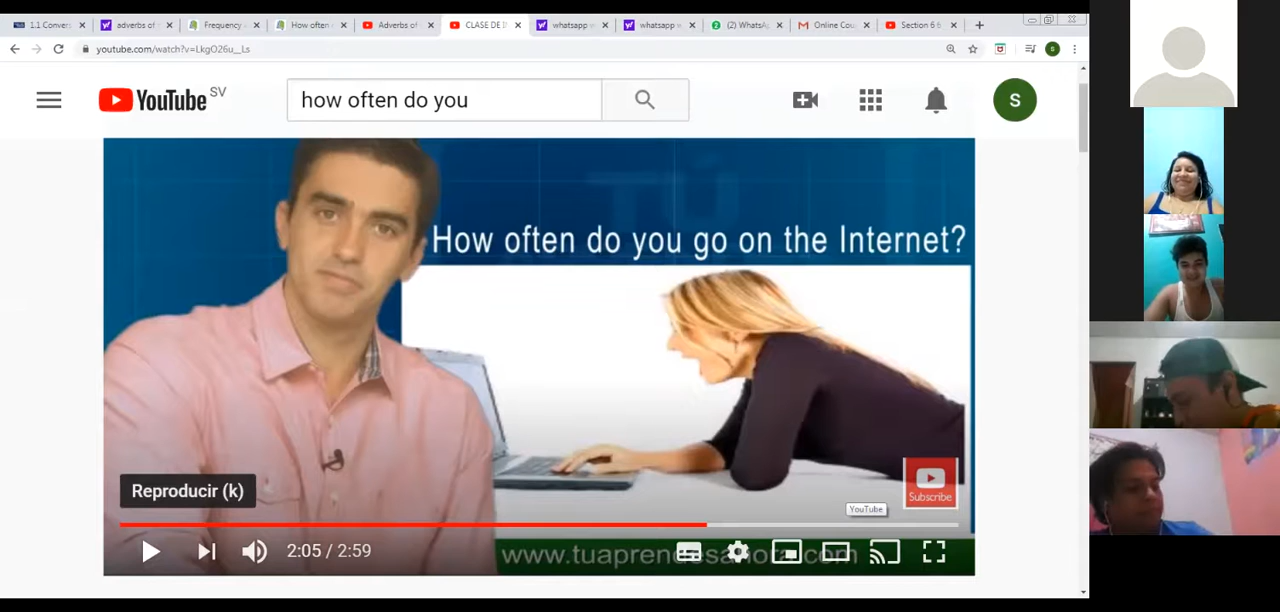 1.1 Convers
adverbs of
Frequency
How often
Adverbs of
CLASE DE I
whatsapp w
whatsapp w
(2) WhatsA
Online Cou
Section 6 b
youtube.com/watch?v=LkgO26u__Ls
YouTube SV
how often do you
S
How often do you go on the Internet?
Subscribe
Reproducir (k)
YouTube
2:05 / 2:59
www.tuaprendesahora.com